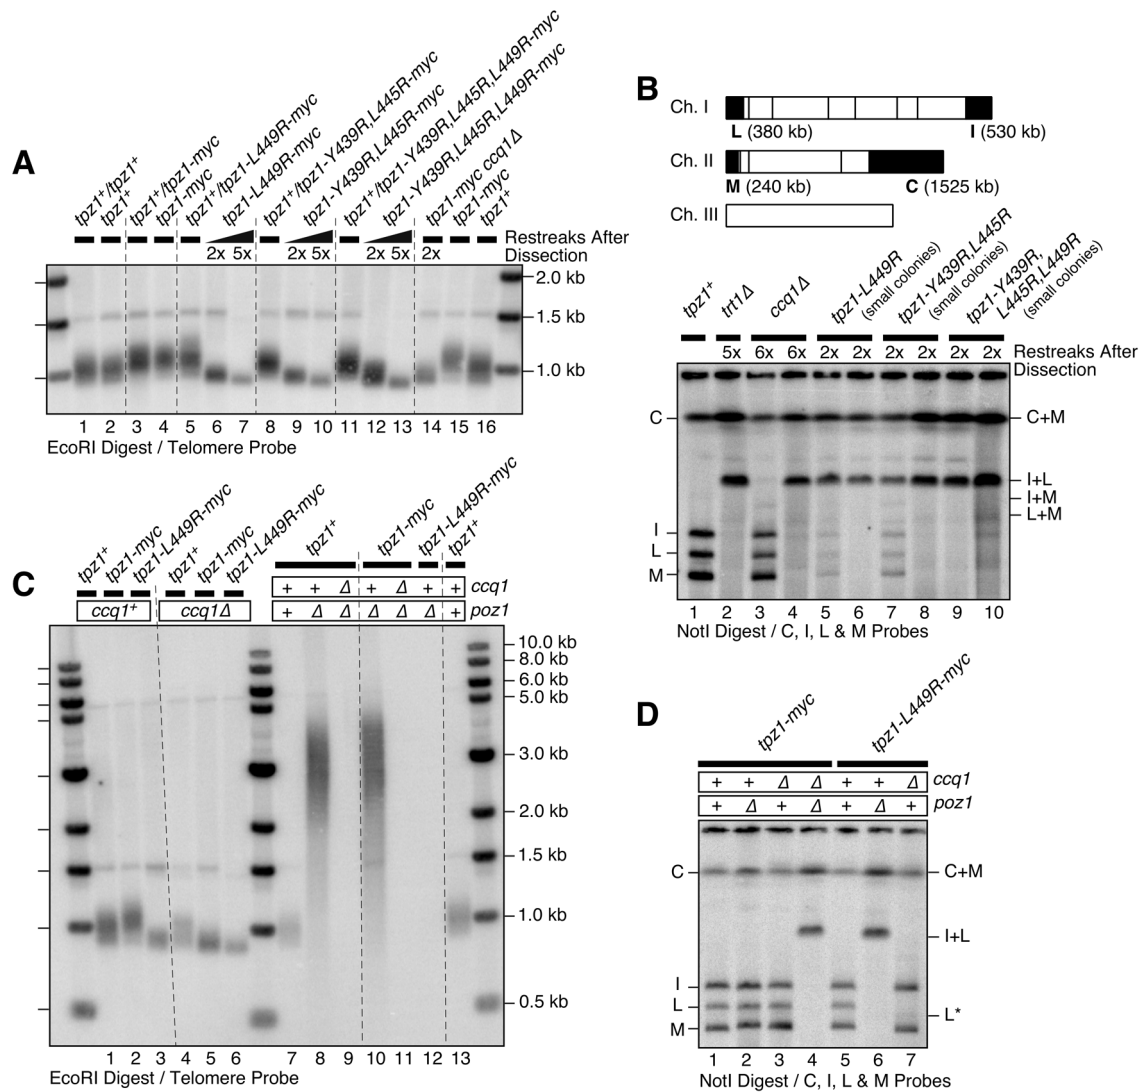 A
tpz1+/tpz1+
tpz1+
tpz1+/tpz1-myc
tpz1-myc
tpz1+/tpz1-L449R-myc
tpz1-L449R-myc
tpz1+/tpz1-Y439R,L445R-myc
tpz1-Y439R,L445R-myc
tpz1+/tpz1-Y439R,L445R,L449R-myc
tpz1-Y439R,L445R,L449R-myc
tpz1-myc ccq1Δ
tpz1-myc
tpz1+
2x 5x 2x 5x 2x 5x 2x
Restreaks After
Dissection
2.0 kb
1.5 kb
1.0 kb
1 2 3 4 5 6 7 8 9 10 11 12 13 14 15 16
EcoRI Digest / Telomere Probe
B
Ch. I
L (380 kb) I (530 kb)
Ch. II
M (240 kb) C (1525 kb)
Ch. III
tpz1+
trt1Δ
ccq1Δ
tpz1-L449R
(small colonies)
tpz1-Y439R,L445R
(small colonies)
tpz1-Y439R,
L445R,L449R
(small colonies)
5x 6x 6x 2x 2x 2x 2x 2x 2x
Restreaks After
Dissection
C
C+M
I+L
I+M
L+M
I
L
M
1 2 3 4 5 6 7 8 9 10
NotI Digest / C, I, L & M Probes
C
tpz1+
tpz1-myc
tpz1-L449R-myc
tpz1+
tpz1-myc
tpz1-L449R-myc
tpz1+
tpz1-myc
tpz1-L449R-myc
tpz1+
ccq1+ ccq1Δ
+ + Δ + Δ + + ccq1
+ Δ Δ Δ Δ Δ + poz1
10.0 kb
8.0 kb
6.0 kb
5.0 kb
3.0 kb
2.0 kb
1.5 kb
1.0 kb
0.5 kb
1 2 3 4 5 6 7 8 9 10 11 12 13
EcoRI Digest / Telomere Probe
D
tpz1-myc
tpz1-L449R-myc
+ + Δ Δ + + Δ ccq1
+ Δ + Δ + Δ + poz1
C
C+M
I+L
I
L
L*
M
1 2 3 4 5 6 7
NotI Digest / C, I, L & M Probes